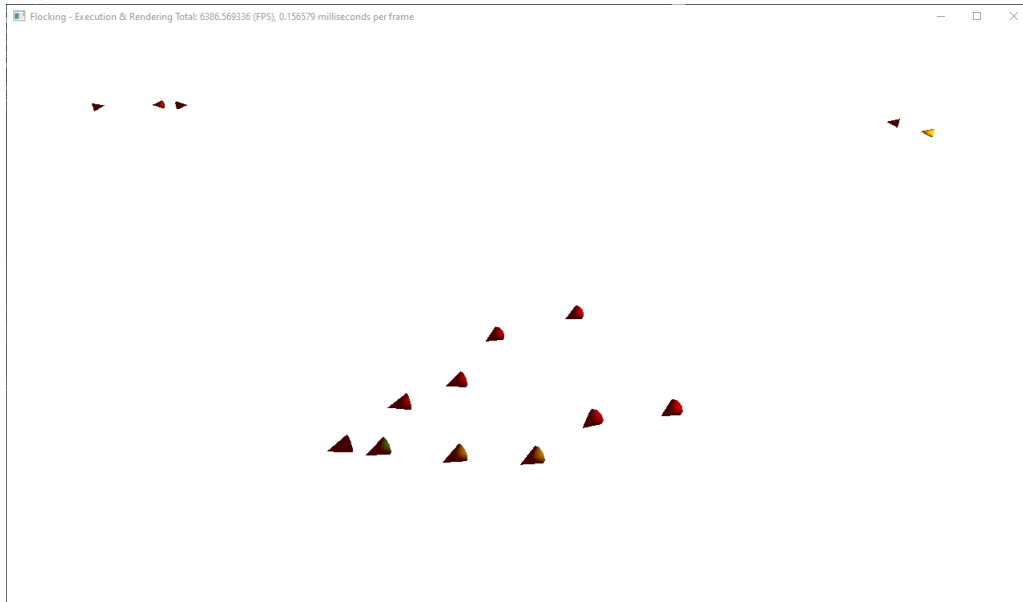 Flocking - Execution & Rendering Total: 6386.569336 (FPS), 0.156579 milliseconds per frame